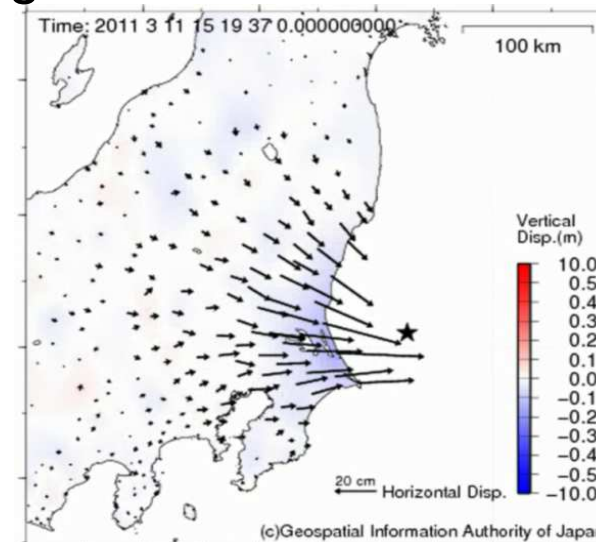 Time: 2011 3 11 15 19 37 0.0000000000
100 km
Vertical
Disp.(m)
10.0
0.5
0.4
0.3
0.2
0.1
0.0
−0.1
−0.2
−0.3
−0.4
−0.5
−10.0
20 cm
Horizontal Disp.
(c)Geospatial Information Authority of Japa